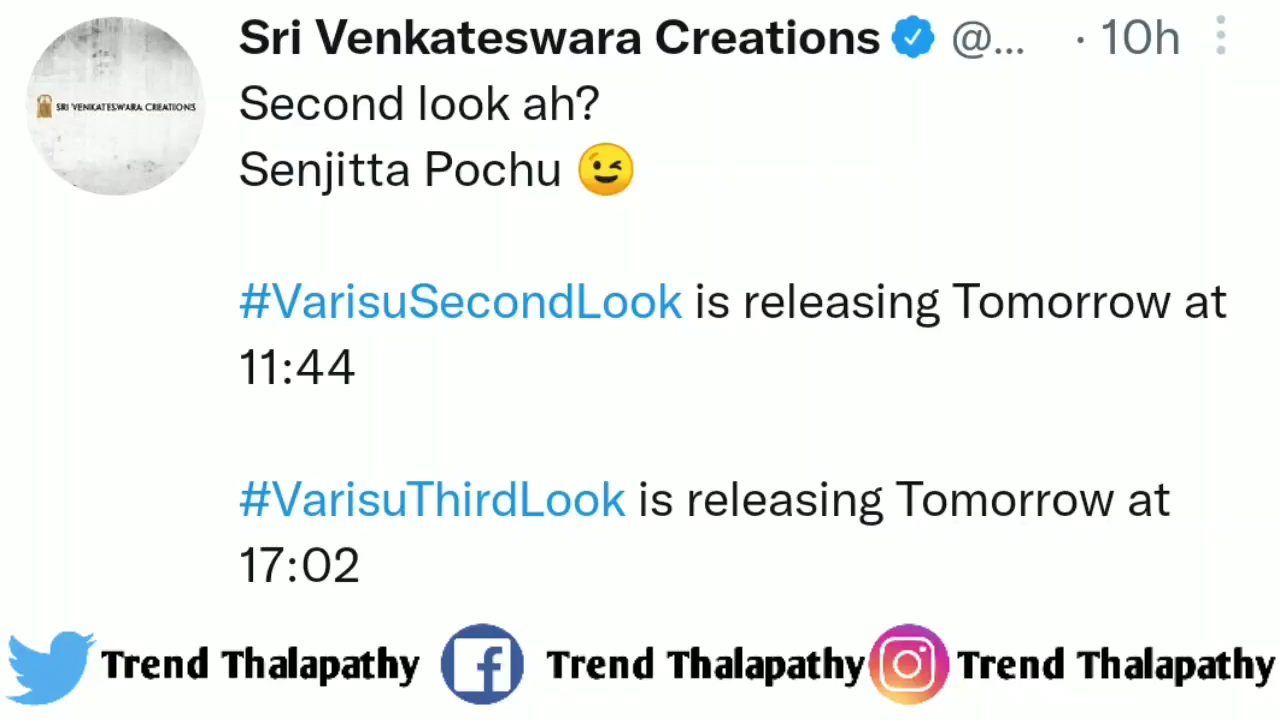 Sri Venkateswara Creations @... · 10h
SRI VENKATESWARA CREATIONS
Second look ah?
Senjitta Pochu 😉
#VarisuSecondLook is releasing Tomorrow at
11:44
#VarisuThirdLook is releasing Tomorrow at
17:02
Trend Thalapathy Trend Thalapathy Trend Thalapathy